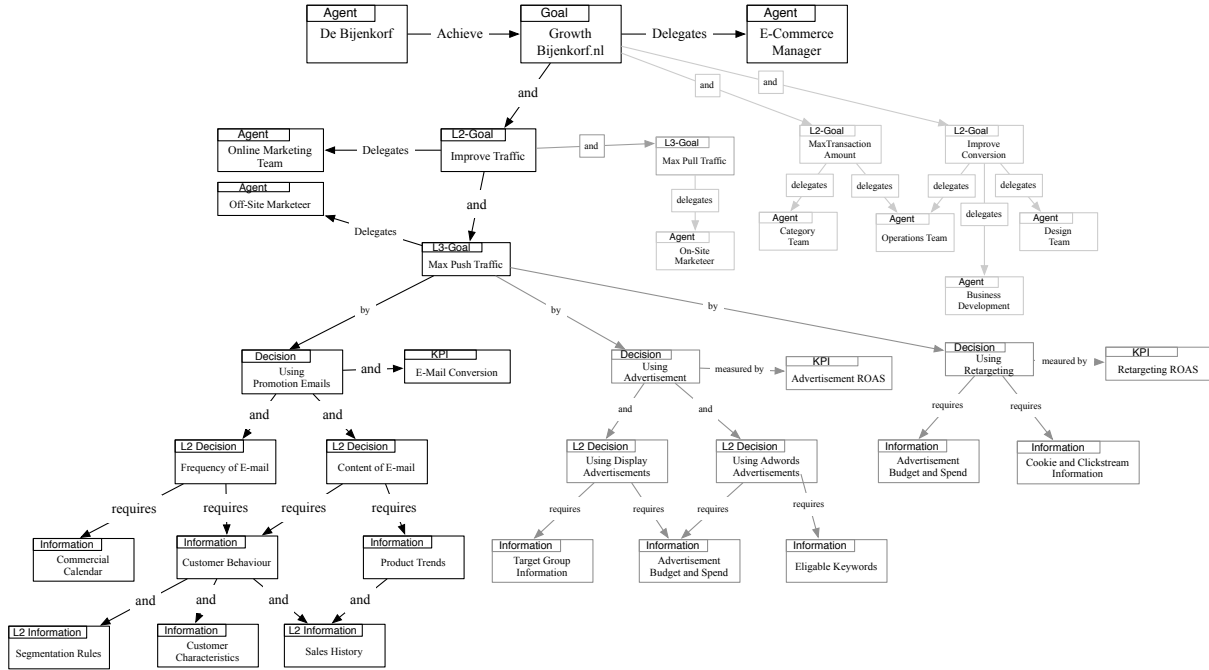 Agent
De Bijenkorf
Achieve
Goal
Growth
Bijenkorf.nl
Delegates
Agent
E-Commerce
Manager
and
and
and
Agent
Online Marketing
Team
Delegates
L2-Goal
Improve Traffic
and
L3-Goal
Max Pull Traffic
L2-Goal
MaxTransaction
Amount
L2-Goal
Improve
Conversion
Agent
Off-Site Marketeer
Delegates
and
delegates
delegates
delegates
delegates
delegates
delegates
L3-Goal
Max Push Traffic
Agent
On-Site
Marketeer
Agent
Category
Team
Agent
Operations Team
Agent
Design
Team
Agent
Business
Development
by
by
by
Decision
Using
Promotion Emails
and
KPI
E-Mail Conversion
Decision
Using
Advertisement
measured by
KPI
Advertisement ROAS
Decision
Using
Retargeting
meaured by
KPI
Retargeting ROAS
and
and
and
and
requires
requires
L2 Decision
Frequency of E-mail
L2 Decision
Content of E-mail
L2 Decision
Using Display
Advertisements
L2 Decision
Using Adwords
Advertisements
Information
Advertisement
Budget and Spend
Information
Cookie and Clickstream
Information
requires
requires
requires
requires
requires
requires
requires
requires
Information
Commercial
Calendar
Information
Customer Behaviour
Information
Product Trends
Information
Target Group
Information
Information
Advertisement
Budget and Spend
Information
Eligable Keywords
and
and
and
and
L2 Information
Segmentation Rules
Information
Customer
Characteristics
L2 Information
Sales History